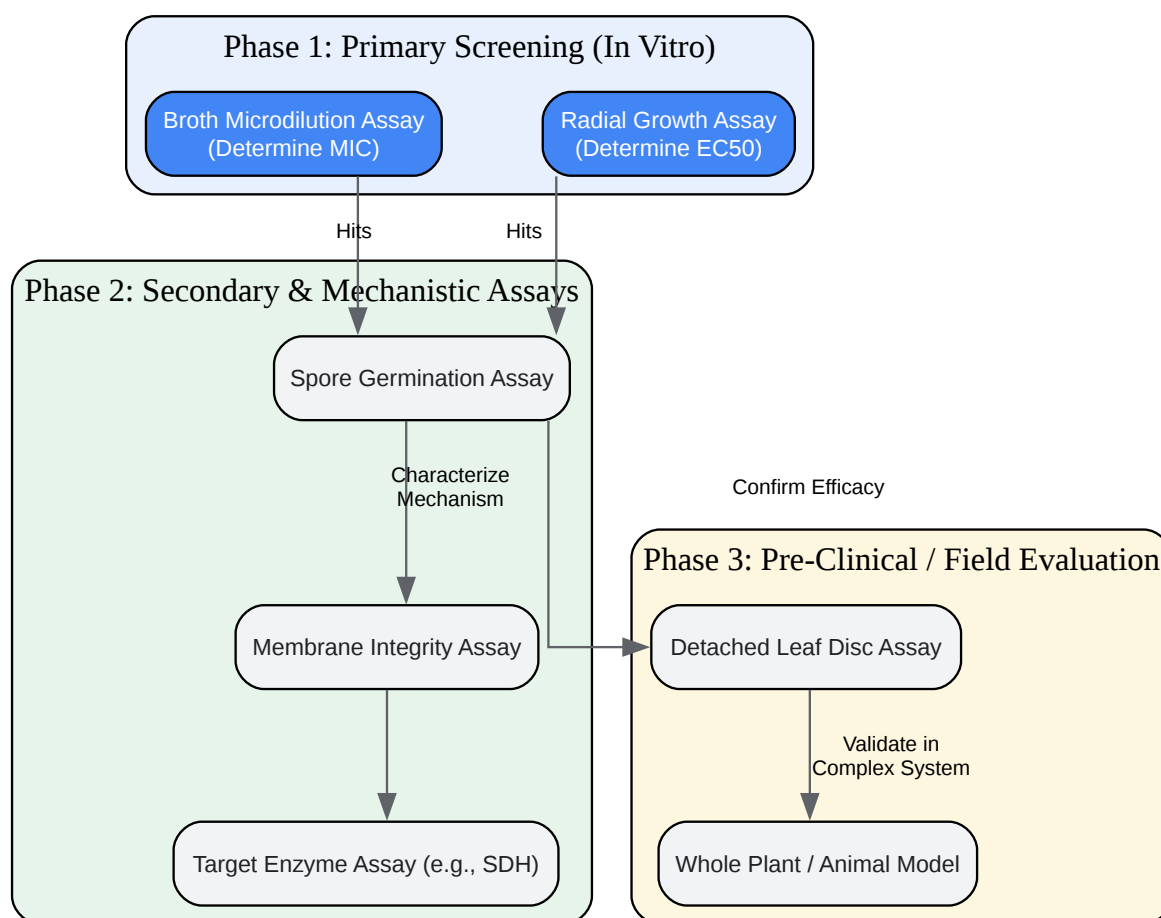 Phase 1: Primary Screening (In Vitro)
Broth Microdilution Assay
(Determine MIC)
Radial Growth Assay
(Determine EC50)
Hits
Hits
Phase 2: Secondary & Mechanistic Assays
Spore Germination Assay
Characterize
Mechanism
Confirm Efficacy
Phase 3: Pre-Clinical / Field Evaluation
Membrane Integrity Assay
Detached Leaf Disc Assay
Validate in
Complex System
Target Enzyme Assay (e.g., SDH)
Whole Plant / Animal Model